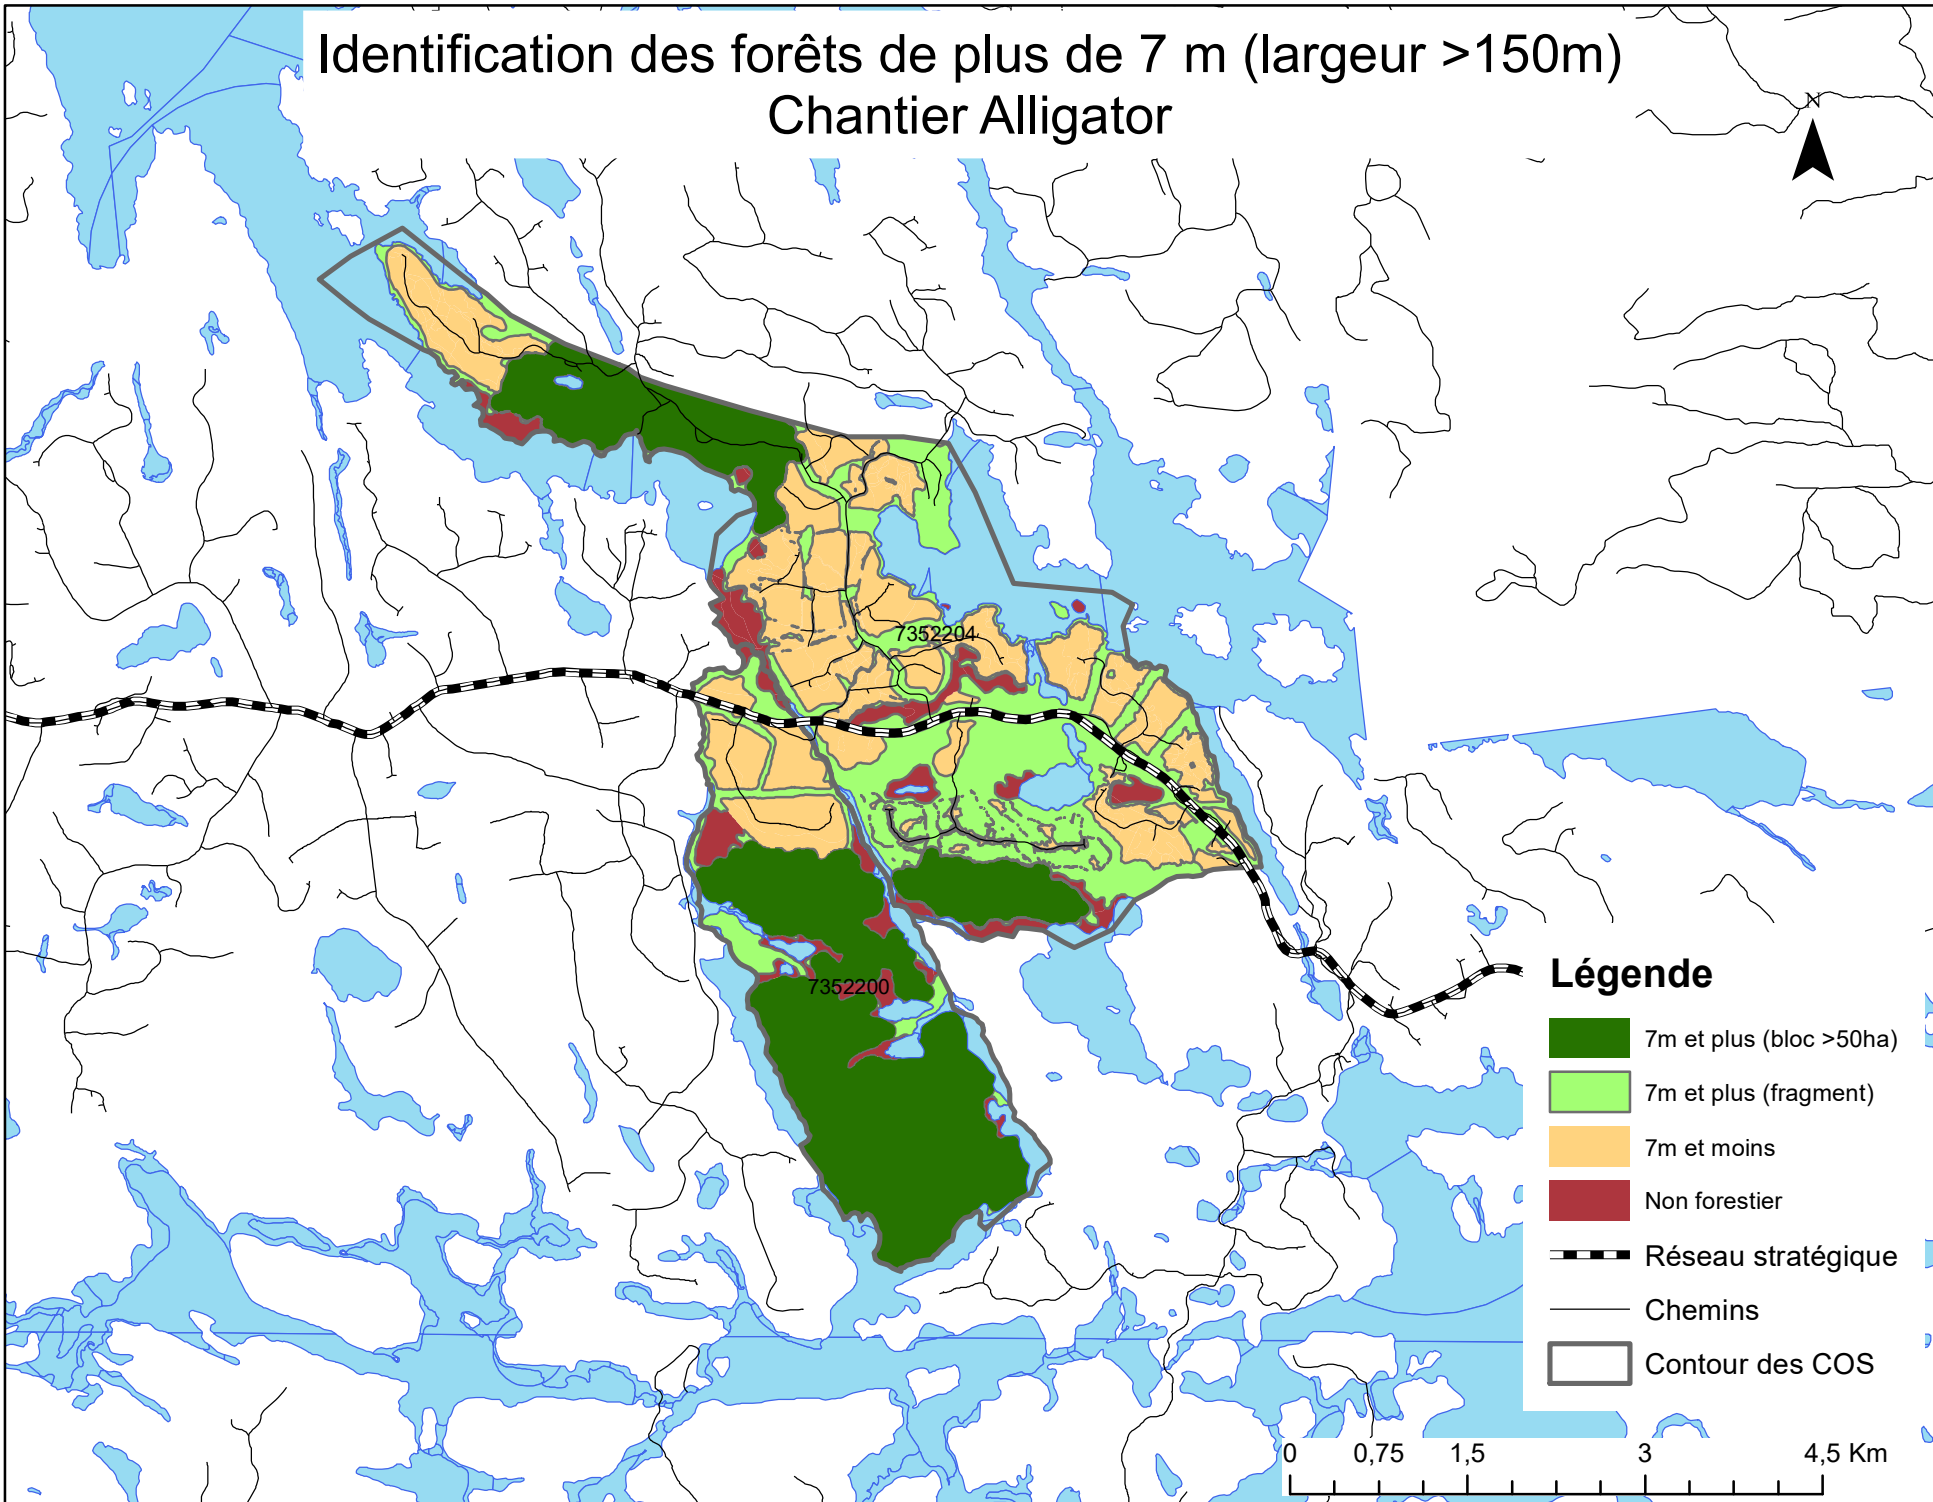 Identification des forêts de plus de 7 m (largeur >150m)
Chantier Alligator
N
7352204
7352200
Légende
7m et plus (bloc >50ha)
7m et plus (fragment)
7m et moins
Non forestier
Réseau stratégique
Chemins
Contour des COS
0 0,75 1,5 3 4,5 Km